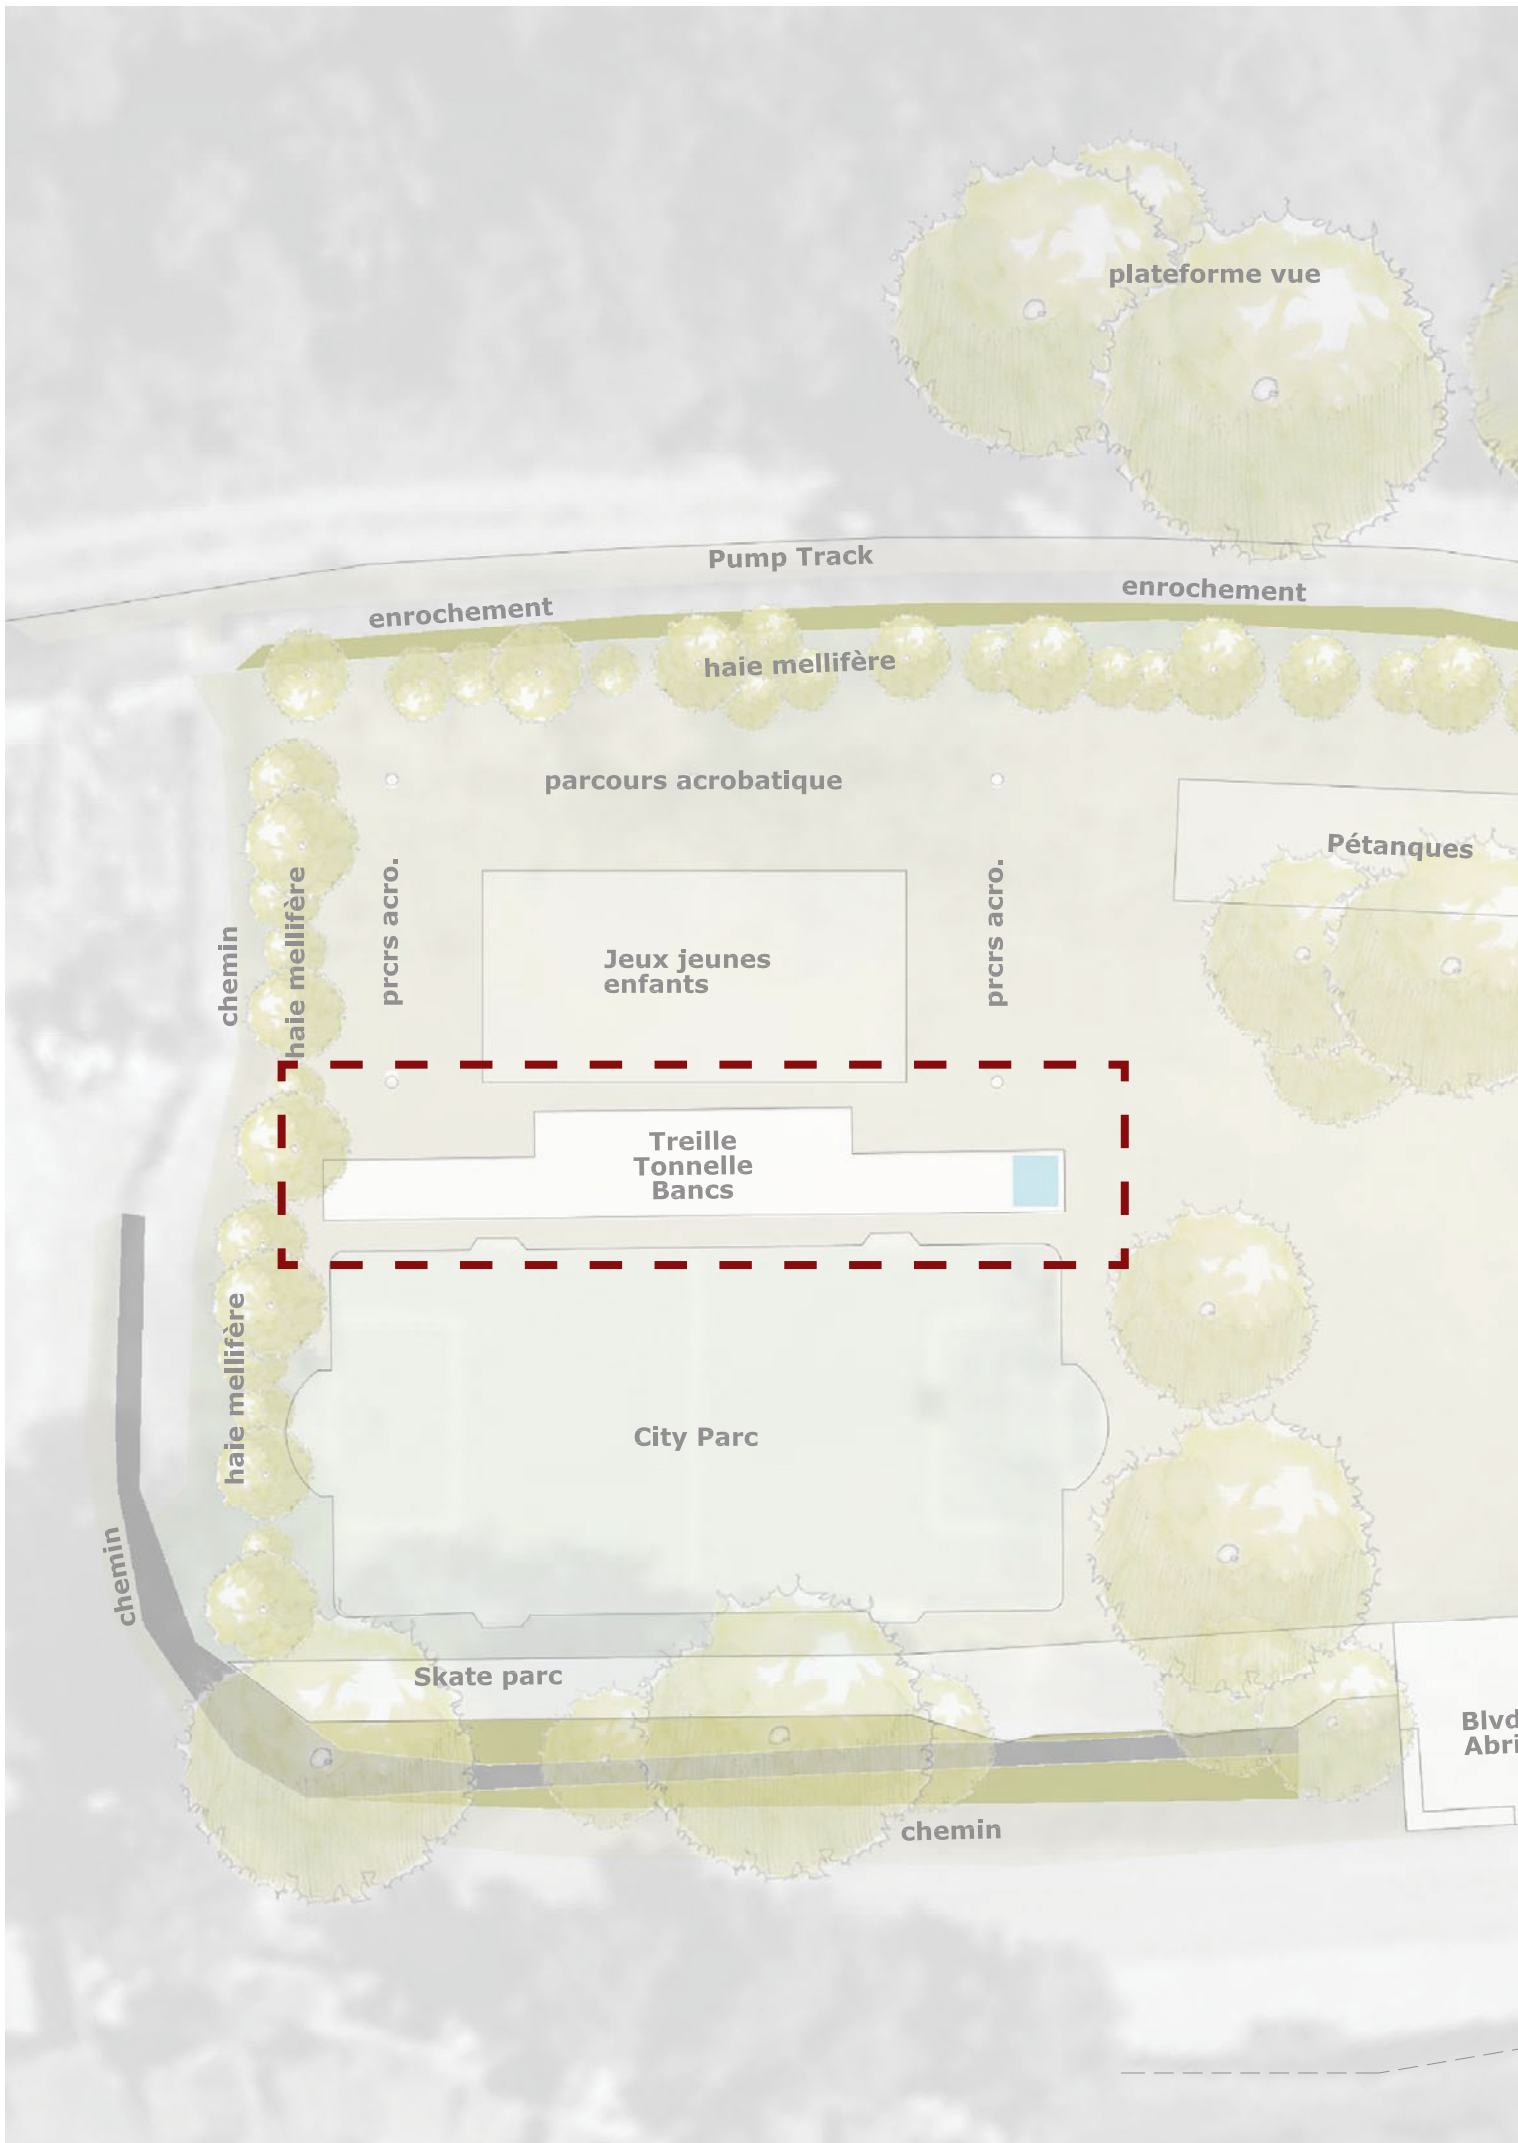 plateforme vue
Pump Track
enrochement
enrochement
haie mellifère
parcours acrobatique
Pétanques
haie mellifère
prcrs acro.
prcrs acro.
chemin
Jeux jeunes
enfants
Treille
Tonnelle
Bancs
haie mellifère
City Parc
chemin
Skate parc
Blvd
Abri
chemin